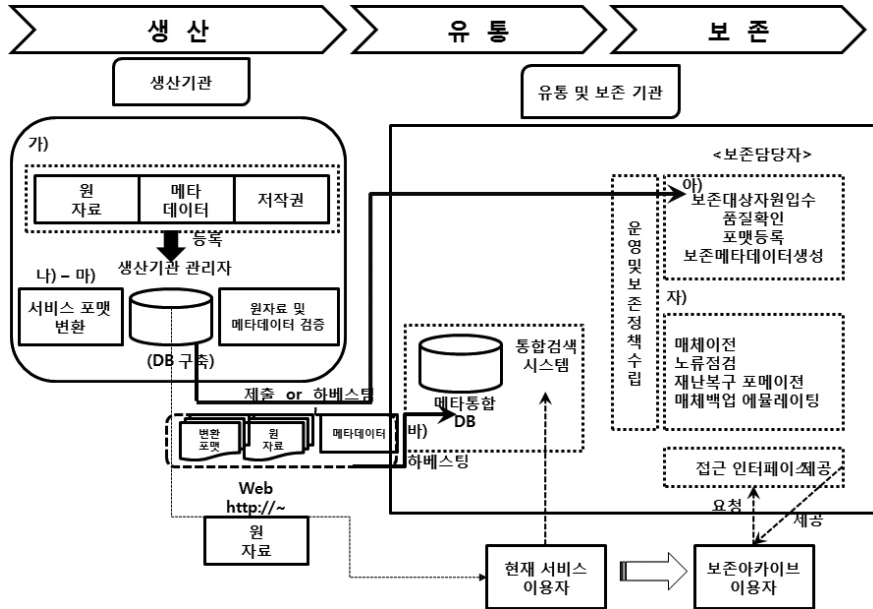 생 산
유 통
보 존
생산기관
유통 및 보존 기관
가)
원
자료
메타
데이터
저작권
등록
생산기관 관리자
나) – 마)
서비스 포맷
변환
원자료 및
메타데이터 검증
(DB 구축)
제출 or 하베스팅
변환
포맷
원
자료
메타데이터
바)
하베스팅
Web
http://~
원
자료
메타통합
DB
통합검색
시스템
운영및보존정책수립
<보존담당자>
아)
보존대상자원입수
품질확인
포맷등록
보존메타데이터생성
자)
매체이전
노류점검
재난복구 포메이전
매체백업 에뮬레이팅
접근 인터페이스제공
요청
제공
현재 서비스
이용자
보존아카이브
이용자